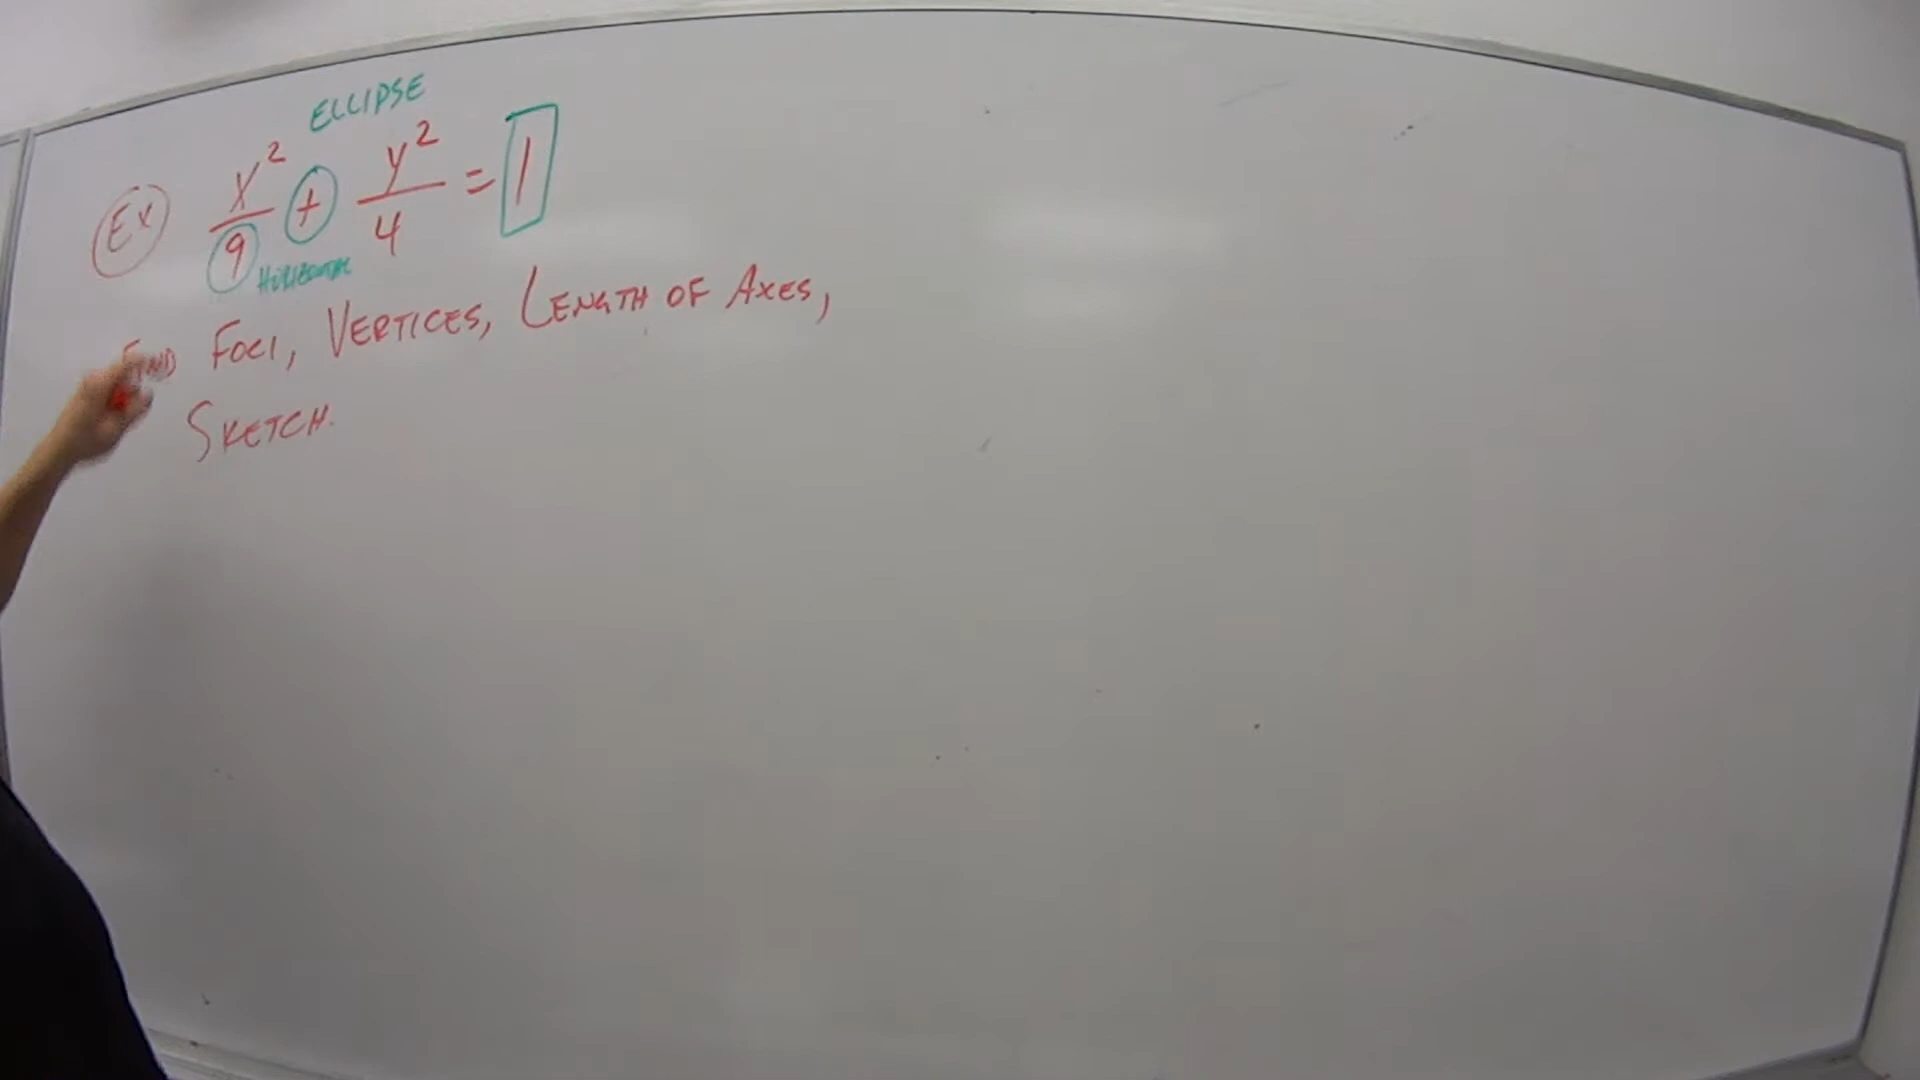 ELLIPSE
Ex x²/9 + y²/4 = 1
HORIZONTAL
FIND FOCI, VERTICES, LENGTH OF AXES,
SKETCH.